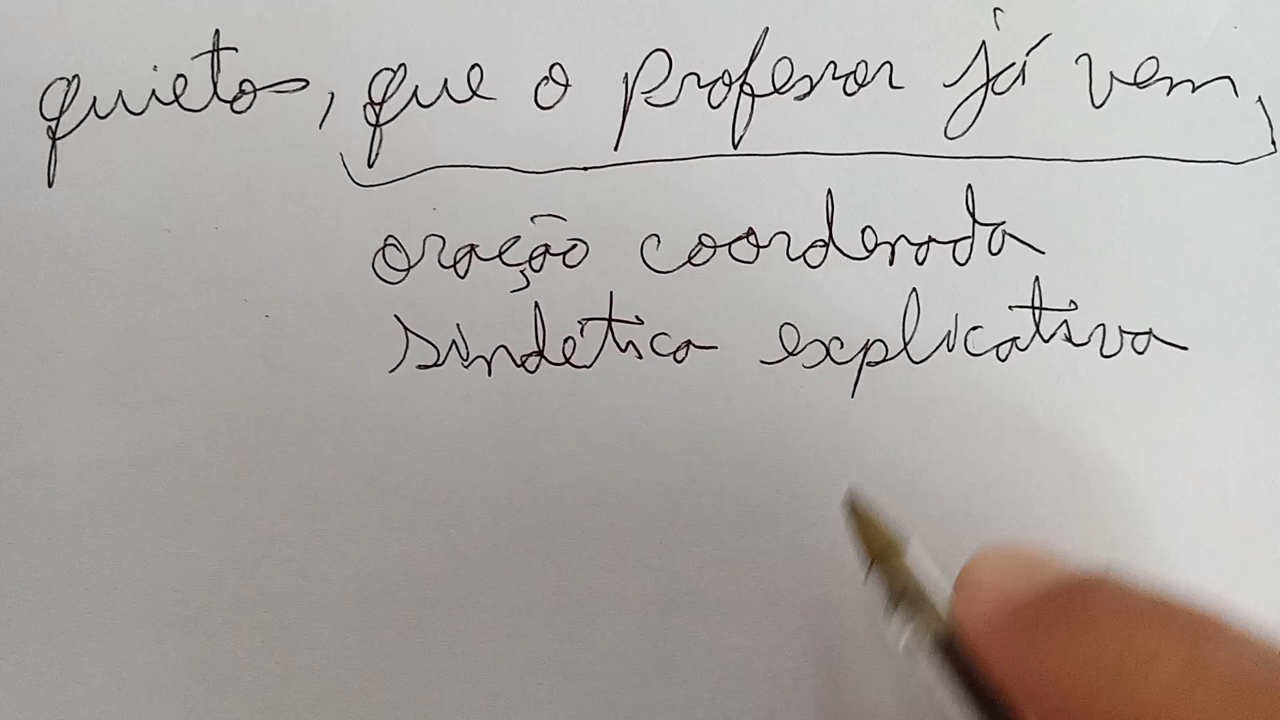 quietos, que o professor já vem.
oração coordenada
sindética explicativa